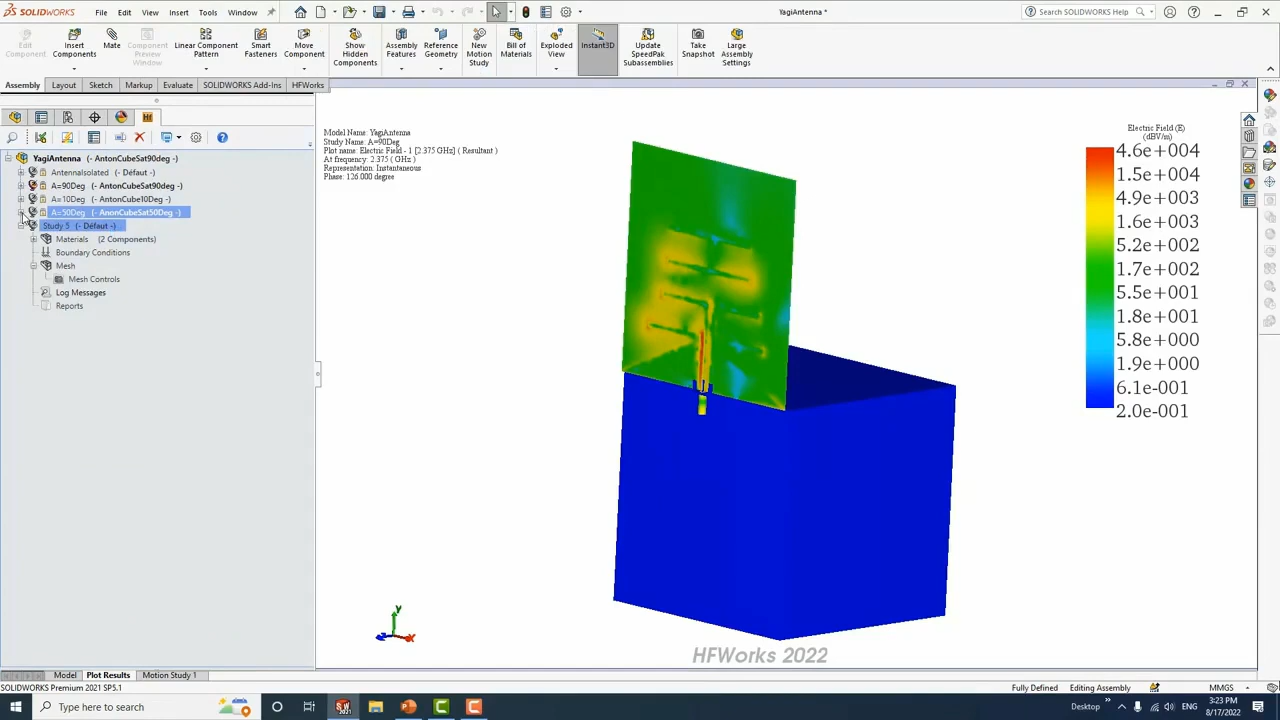 SOLIDWORKS File Edit View Insert Tools Window YagiAntenna * Search SOLIDWORKS Help
Edit Component
Insert Components
Mate
Component Preview Window
Linear Component Pattern
Smart Fasteners
Move Component
Show Hidden Components
Assembly Features
Reference Geometry
New Motion Study
Bill of Materials
Exploded View
Instant3D
Update SpeedPak Subassemblies
Take Snapshot
Large Assembly Settings
Assembly Layout Sketch Markup Evaluate SOLIDWORKS Add-Ins HFWorks
YagiAntenna (- AntonCubeSat90deg -)
AntennaIsolated (- Défaut -)
A=90Deg (- AntonCubeSat90deg -)
A=10Deg (- AntonCube10Deg -)
A=50Deg (- AnonCubeSat50Deg -)
Study 5 (- Défaut -)
Materials (2 Components)
Boundary Conditions
Mesh
Mesh Controls
Log Messages
Reports
Model Name: YagiAntenna
Study Name: A=90Deg
Plot name: Electric Field - 1 [2.375 GHz] ( Resultant )
At frequency: 2.375 ( GHz )
Representation: Instantaneous
Phase: 126.000 degree
Electric Field (E)
(dBV/m)
4.6e+004
1.5e+004
4.9e+003
1.6e+003
5.2e+002
1.7e+002
5.5e+001
1.8e+001
5.8e+000
1.9e+000
6.1e-001
2.0e-001
Y
X
Z
HFWorks 2022
Model Plot Results Motion Study 1
SOLIDWORKS Premium 2021 SP5.1 Fully Defined Editing Assembly MMGS
Type here to search Desktop ENG 3:23 PM
8/17/2022